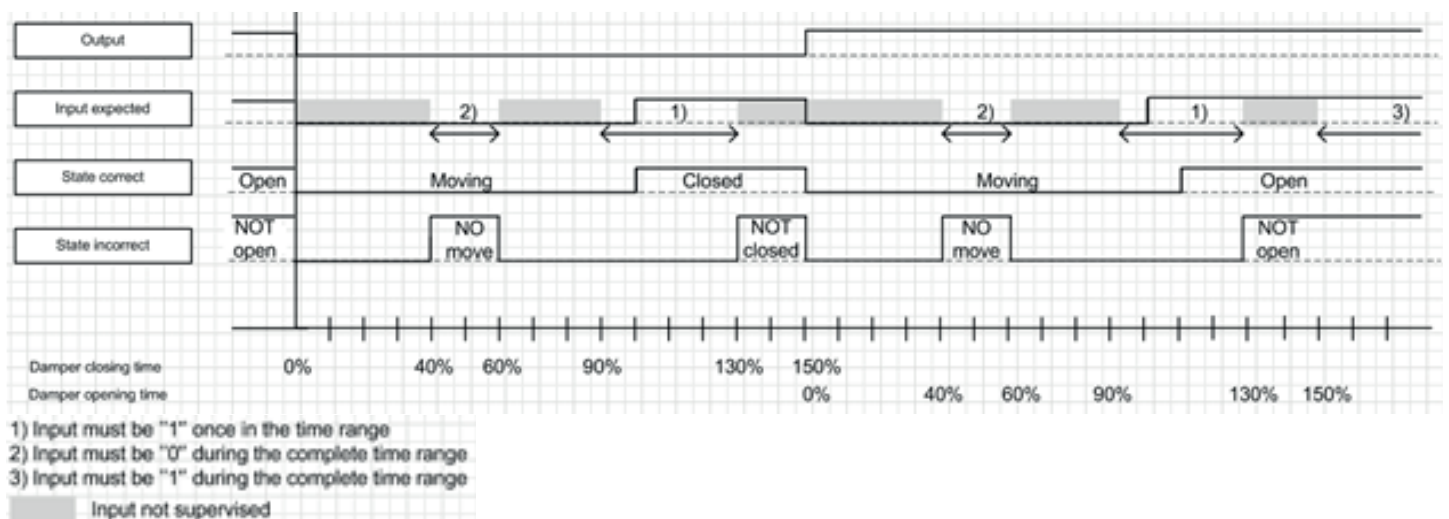 Output
Input expected
2) 1) 2) 1) 3)
State correct
Open Moving Closed Moving Open
State incorrect
NOT open
NO move
NOT closed
NO move
NOT open
Damper closing time
0% 40% 60% 90% 130% 150%
Damper opening time
0% 40% 60% 90% 130% 150%
1) Input must be "1" once in the time range
2) Input must be "0" during the complete time range
3) Input must be "1" during the complete time range
Input not supervised